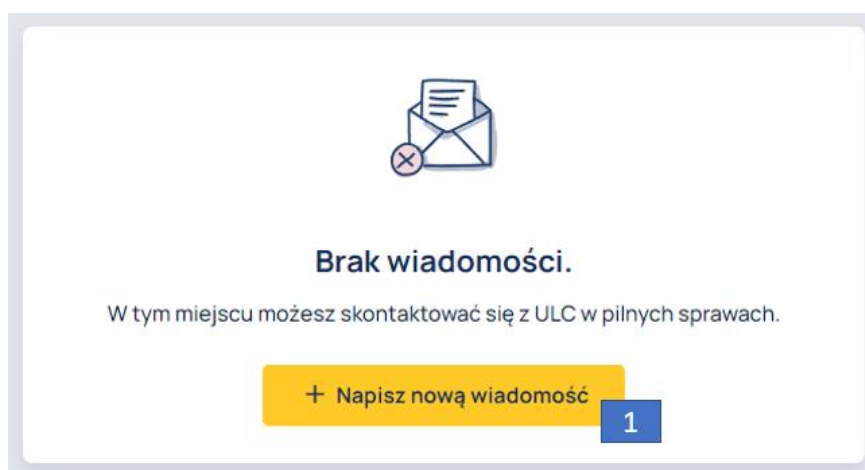 Brak wiadomości.
W tym miejscu możesz skontaktować się z ULC w pilnych sprawach.
+ Napisz nową wiadomość
1